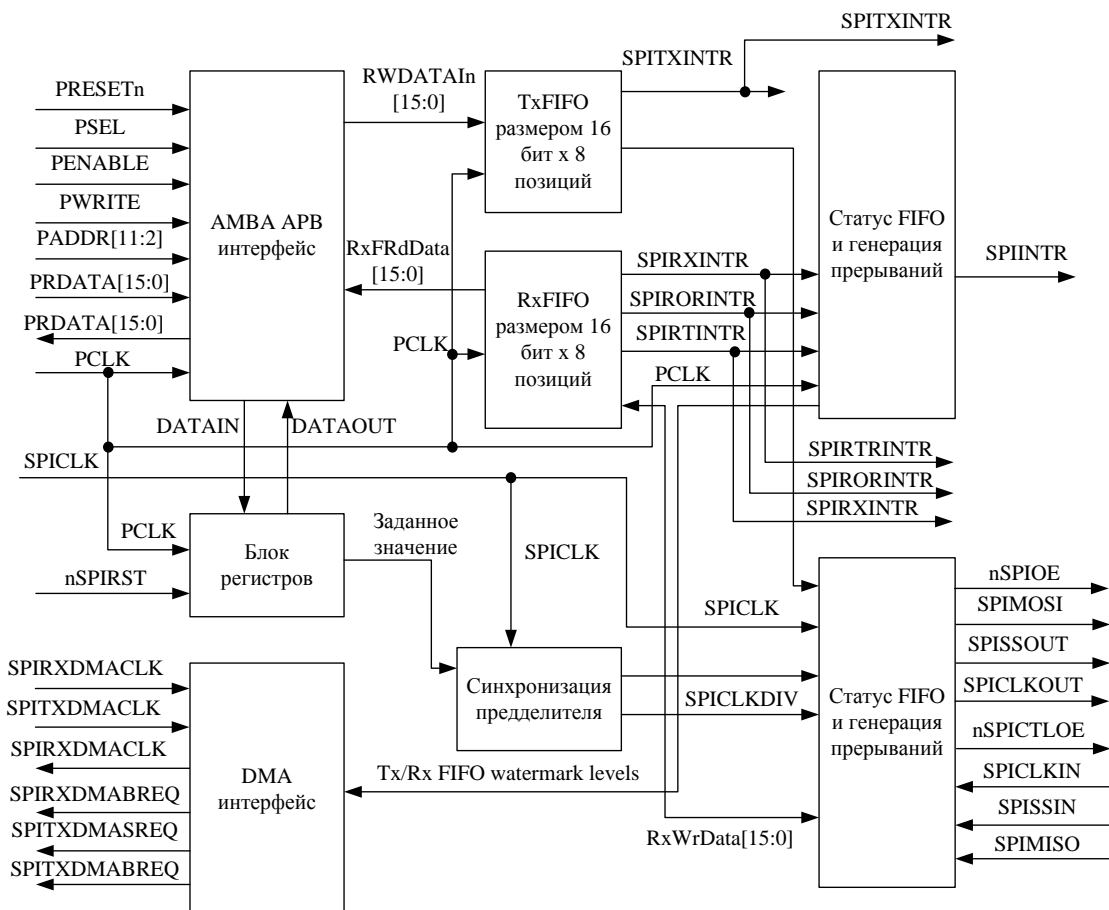 SPITXINTR
SPITXINTR
RWDATAIn
[15:0]
TxFIFO
размером 16
бит x 8
позиций
PRESETn
PSEL
PENABLE
PWRITE
PADDR[11:2]
PRDATA[15:0]
PRDATA[15:0]
PCLK
AMBA APB
интерфейс
RxFRdData
[15:0]
PCLK
RxFIFO
размером 16
бит x 8
позиций
SPIRXINTR
SPIRORINTR
SPIRTINTR
PCLK
Статус FIFO
и генерация
прерываний
SPIINTR
DATAIN
DATAOUT
SPICLK
SPIRTRINTR
SPIRORINTR
SPIRXINTR
PCLK
nSPIRST
Блок
регистров
Заданное
значение
SPICLK
SPICLK
Синхронизация
предделителя
SPICLKDIV
Статус FIFO
и генерация
прерываний
nSPIOE
SPIMOSI
SPISSOUT
SPICLKOUT
nSPICTLOE
SPICLKIN
SPISSIN
SPIMISO
SPIRXDMACLK
SPITXDMACLK
SPIRXDMACLK
SPIRXDMABREQ
SPITXDMASREQ
SPITXDMABREQ
DMA
интерфейс
Tx/Rx FIFO watermark levels
RxWrData[15:0]